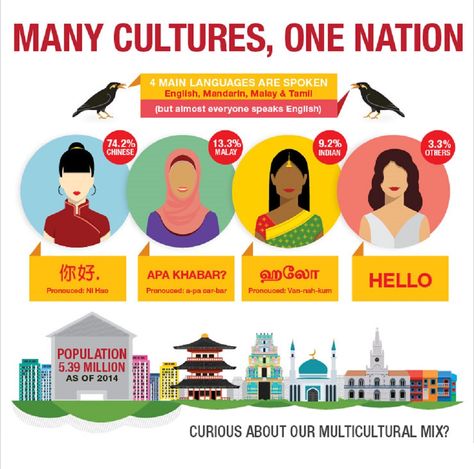 MANY CULTURES, ONE NATION
4 MAIN LANGUAGES ARE SPOKEN
English, Mandarin, Malay & Tamil
(but almost everyone speaks English)
74.2%
CHINESE
13.3%
MALAY
9.2%
INDIAN
3.3%
OTHERS
你好.
Pronouced: Ni Hao
APA KHABAR?
Pronouced: a-pa car-bar
ஹலோ
Pronouced: Van-nah-kum
HELLO
POPULATION
5.39 MILLION
AS OF 2014
CURIOUS ABOUT OUR MULTICULTURAL MIX?